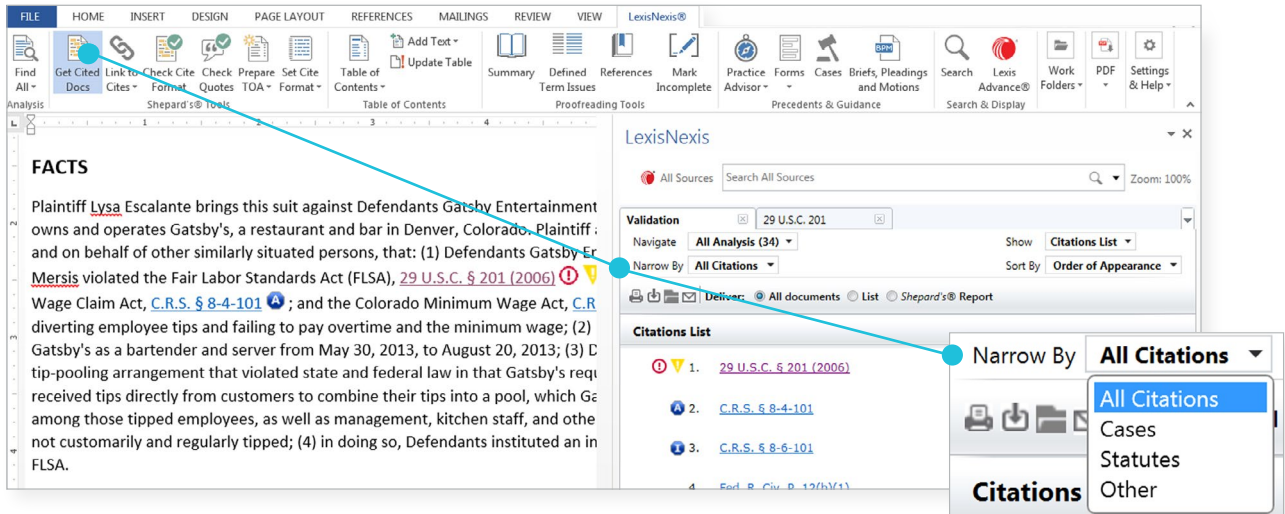 FILE HOME INSERT DESIGN PAGE LAYOUT REFERENCES MAILINGS REVIEW VIEW LexisNexis®
Find All
Get Cited Docs
Link to Cites
Check Cite Format
Check Quotes
Prepare TOA
Set Cite Format
Table of Contents
Add Text
Update Table
Summary
Defined Term Issues
References
Mark Incomplete
Practice Advisor
Forms
Cases
BPM
Briefs, Pleadings and Motions
Search
Lexis Advance®
Work Folders
PDF
Settings & Help
Analysis Shepard's® Tools Table of Contents Proofreading Tools Precedents & Guidance Search & Display
1 2 3 4
FACTS
Plaintiff Lysa Escalante brings this suit against Defendants Gatsby Entertainment
owns and operates Gatsby's, a restaurant and bar in Denver, Colorado. Plaintiff
and on behalf of other similarly situated persons, that: (1) Defendants Gatsby
Mersis violated the Fair Labor Standards Act (FLSA), 29 U.S.C. § 201 (2006)
Wage Claim Act, C.R.S. § 8-4-101 A ; and the Colorado Minimum Wage Act, C.R
diverting employee tips and failing to pay overtime and the minimum wage; (2)
Gatsby's as a bartender and server from May 30, 2013, to August 20, 2013; (3) D
tip-pooling arrangement that violated state and federal law in that Gatsby's requ
received tips directly from customers to combine their tips into a pool, which Ga
among those tipped employees, as well as management, kitchen staff, and othe
not customarily and regularly tipped; (4) in doing so, Defendants instituted an in
FLSA.
LexisNexis
All Sources Search All Sources Zoom: 100%
Validation 29 U.S.C. 201
Navigate All Analysis (34) Show Citations List
Narrow By All Citations Sort By Order of Appearance
Deliver: All documents List Shepard's® Report
Citations List
1. 29 U.S.C. § 201 (2006)
A 2. C.R.S. § 8-4-101
I 3. C.R.S. § 8-6-101
4 Fed. R. Civ. P. 12(b)(1)
Narrow By All Citations
All Citations
Cases
Statutes
Other
Citations